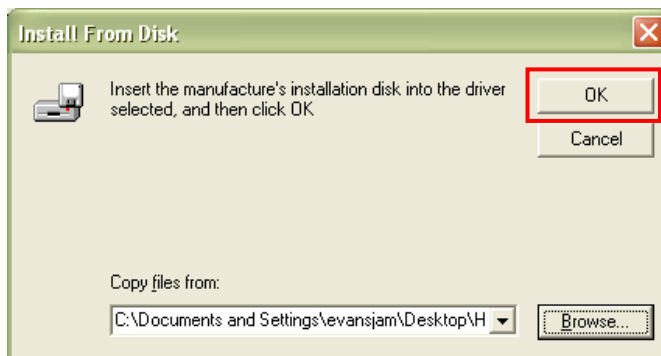 Install From Disk
Insert the manufacture's installation disk into the driver
selected, and then click OK
OK
Cancel
Copy files from:
C:\Documents and Settings\evansjam\Desktop\H
Browse...